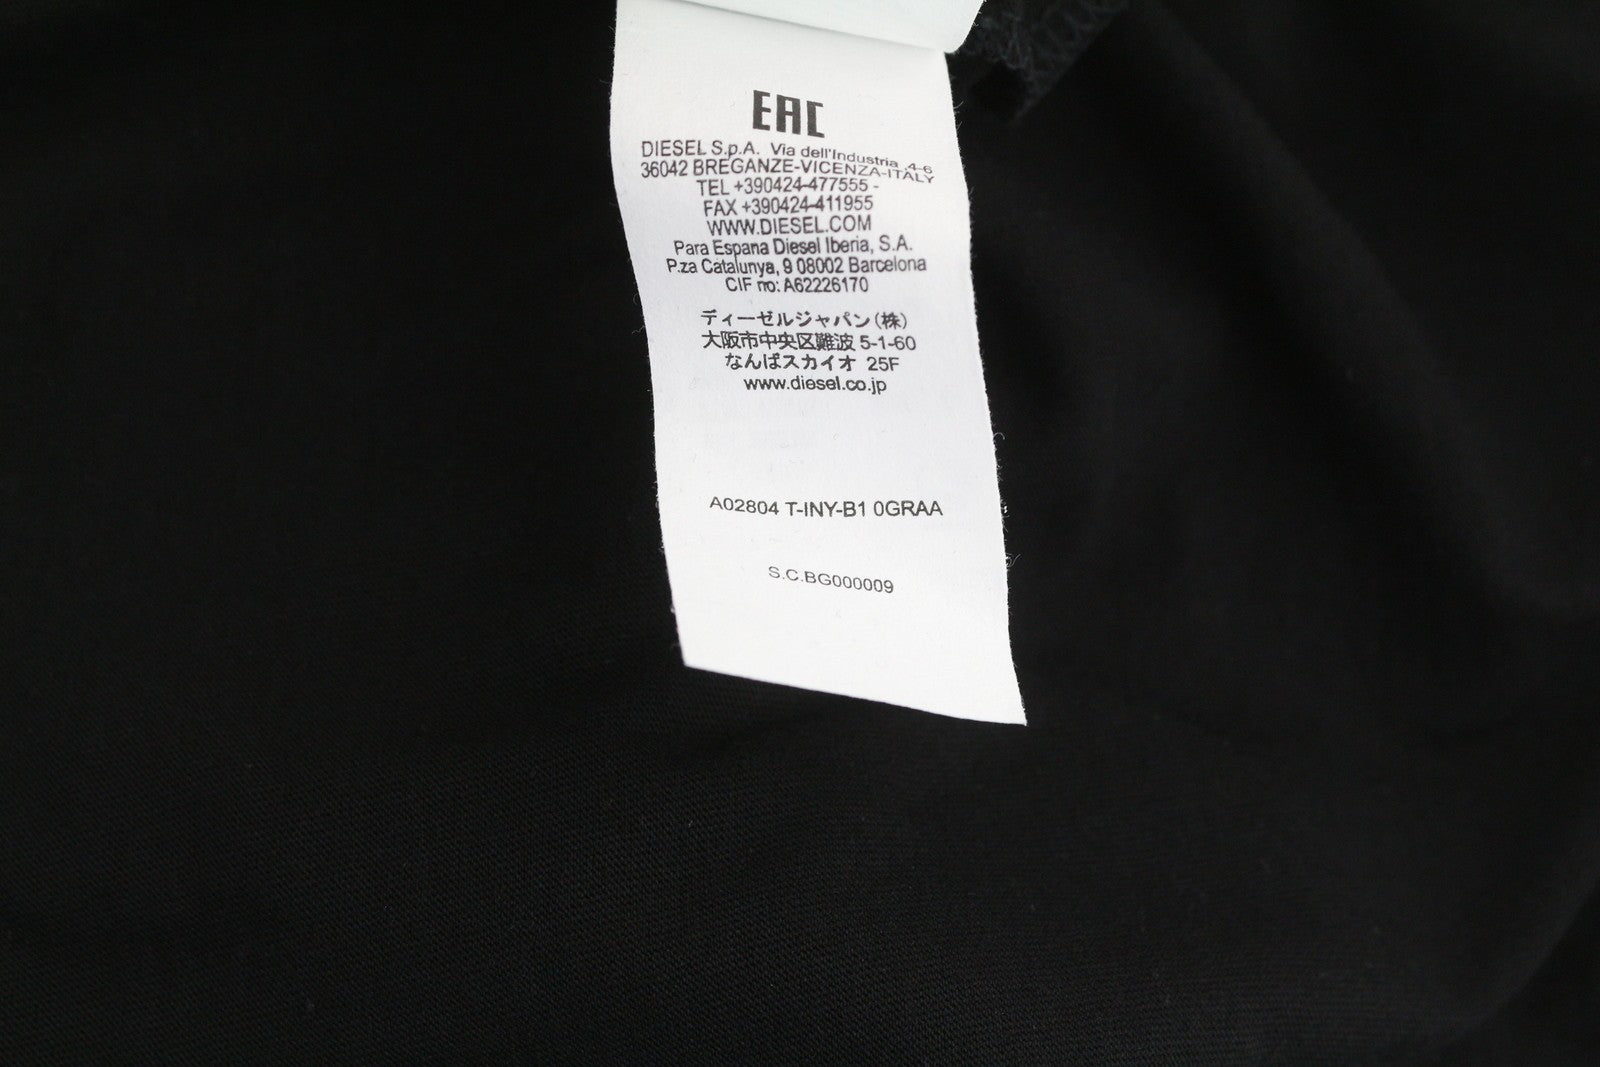 EAC
DIESEL S.p.A. Via dell'Industria 4-6
36042 BREGANZE-VICENZA-ITALY
TEL +390424-477555 -
FAX +390424-411955
WWW.DIESEL.COM
Para Espana Diesel Iberia, S.A.
P.za Catalunya, 9 08002 Barcelona
CIF no: A62226170
ディーゼルジャパン(株)
大阪市中央区難波 5-1-60
なんばスカイオ 25F
www.diesel.co.jp
A02804 T-INY-B1 0GRAA
S.C.BG000009